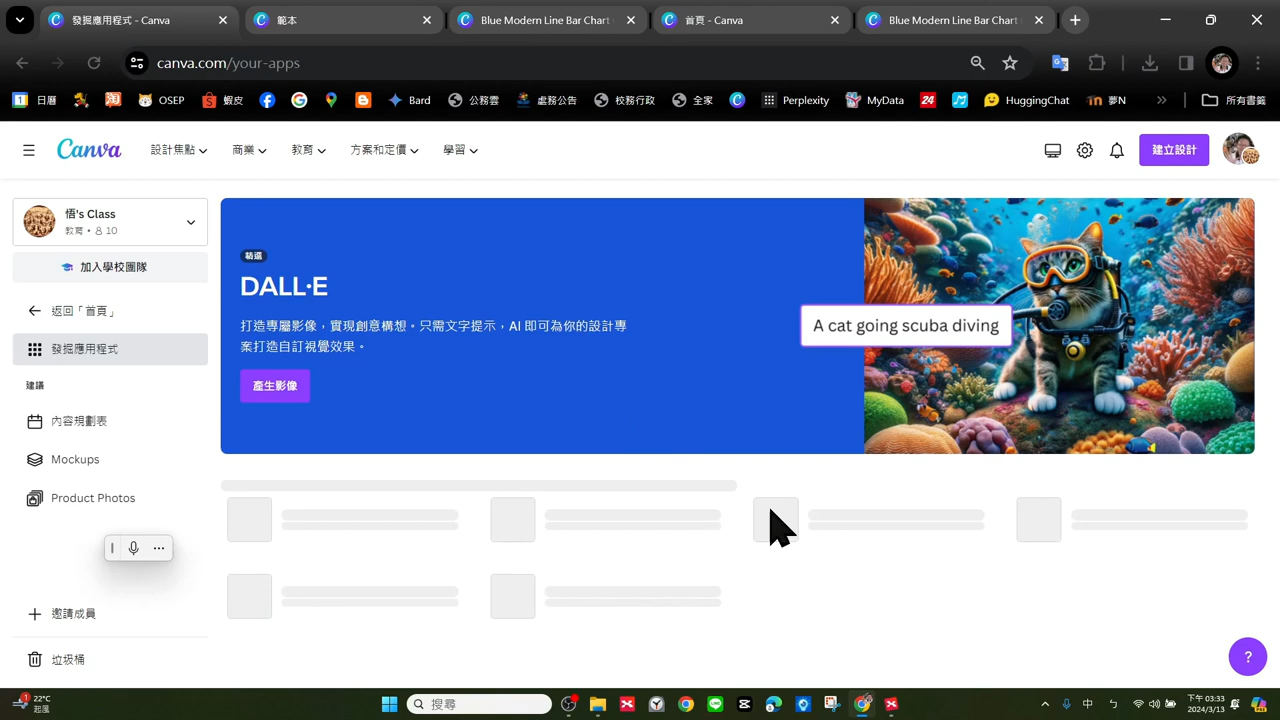 發掘應用程式 - Canva
範本
Blue Modern Line Bar Chart
首頁 - Canva
Blue Modern Line Bar Chart
canva.com/your-apps
日曆
淘
OSEP
蝦皮
Bard
公務雲
處務公告
校務行政
全家
Perplexity
MyData
24
HuggingChat
夢N
所有書籤
Canva
設計焦點
商業
教育
方案和定價
學習
建立設計
悟's Class
教育 • 10
加入學校團隊
返回「首頁」
發掘應用程式
建議
內容規劃表
Mockups
Product Photos
邀請成員
垃圾桶
精選
DALL·E
打造專屬影像,實現創意構想。只需文字提示,AI 即可為你的設計專
案打造自訂視覺效果。
產生影像
A cat going scuba diving
?
1
22°C
起風
搜尋
中
下午 03:33
2024/3/13